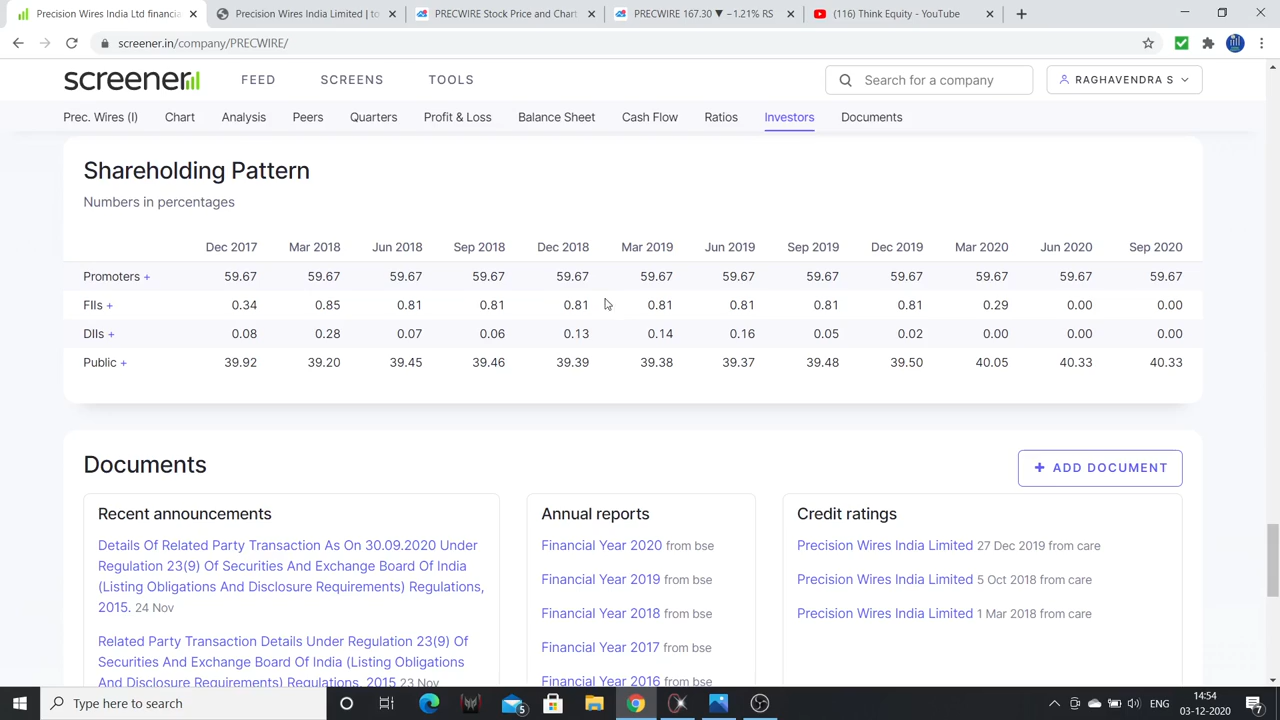 Precision Wires India Ltd financia
Precision Wires India Limited | to
PRECWIRE Stock Price and Chart
PRECWIRE 167.30 ▼ −1.21% RS
(116) Think Equity - YouTube
screener.in/company/PRECWIRE/
screener
FEED SCREENS TOOLS
Search for a company
RAGHAVENDRA S
Prec. Wires (I) Chart Analysis Peers Quarters Profit & Loss Balance Sheet Cash Flow Ratios Investors Documents
Shareholding Pattern
Numbers in percentages
Dec 2017 Mar 2018 Jun 2018 Sep 2018 Dec 2018 Mar 2019 Jun 2019 Sep 2019 Dec 2019 Mar 2020 Jun 2020 Sep 2020
Promoters + 59.67 59.67 59.67 59.67 59.67 59.67 59.67 59.67 59.67 59.67 59.67 59.67
FIIs + 0.34 0.85 0.81 0.81 0.81 0.81 0.81 0.81 0.81 0.29 0.00 0.00
DIIs + 0.08 0.28 0.07 0.06 0.13 0.14 0.16 0.05 0.02 0.00 0.00 0.00
Public + 39.92 39.20 39.45 39.46 39.39 39.38 39.37 39.48 39.50 40.05 40.33 40.33
Documents
+ ADD DOCUMENT
Recent announcements
Details Of Related Party Transaction As On 30.09.2020 Under
Regulation 23(9) Of Securities And Exchange Board Of India
(Listing Obligations And Disclosure Requirements) Regulations,
2015. 24 Nov
Related Party Transaction Details Under Regulation 23(9) Of
Securities And Exchange Board Of India (Listing Obligations
And Disclosure Requirements) Regulations, 2015 23 Nov
Annual reports
Financial Year 2020 from bse
Financial Year 2019 from bse
Financial Year 2018 from bse
Financial Year 2017 from bse
Financial Year 2016 from bse
Credit ratings
Precision Wires India Limited 27 Dec 2019 from care
Precision Wires India Limited 5 Oct 2018 from care
Precision Wires India Limited 1 Mar 2018 from care
Type here to search
5
ENG
14:54
03-12-2020
7